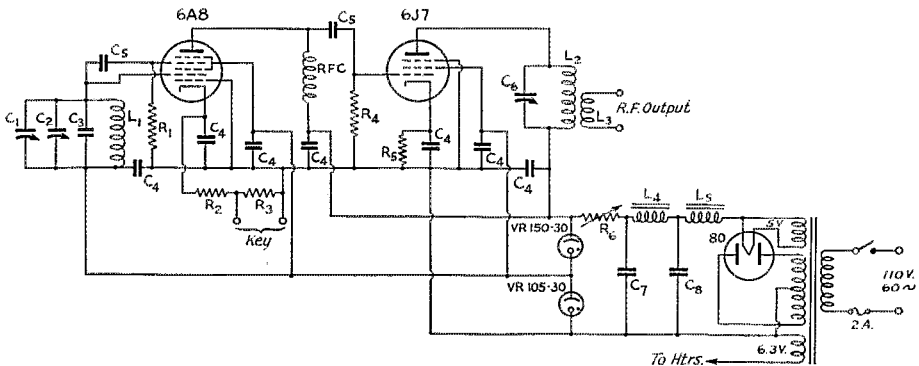 6A8
6J7
C5
C5
RFC
L2
C6
L3
R.F. Output
C1
C2
C3
L1
R1
C4
C4
C4
C4
R4
R5
C4
C4
C4
C4
R2
R3
Key
VR 150-30
R6
L4
L5
5V
80
VR 105-30
C7
C8
110V.
60~
2 A.
6.3V.
To Htrs.